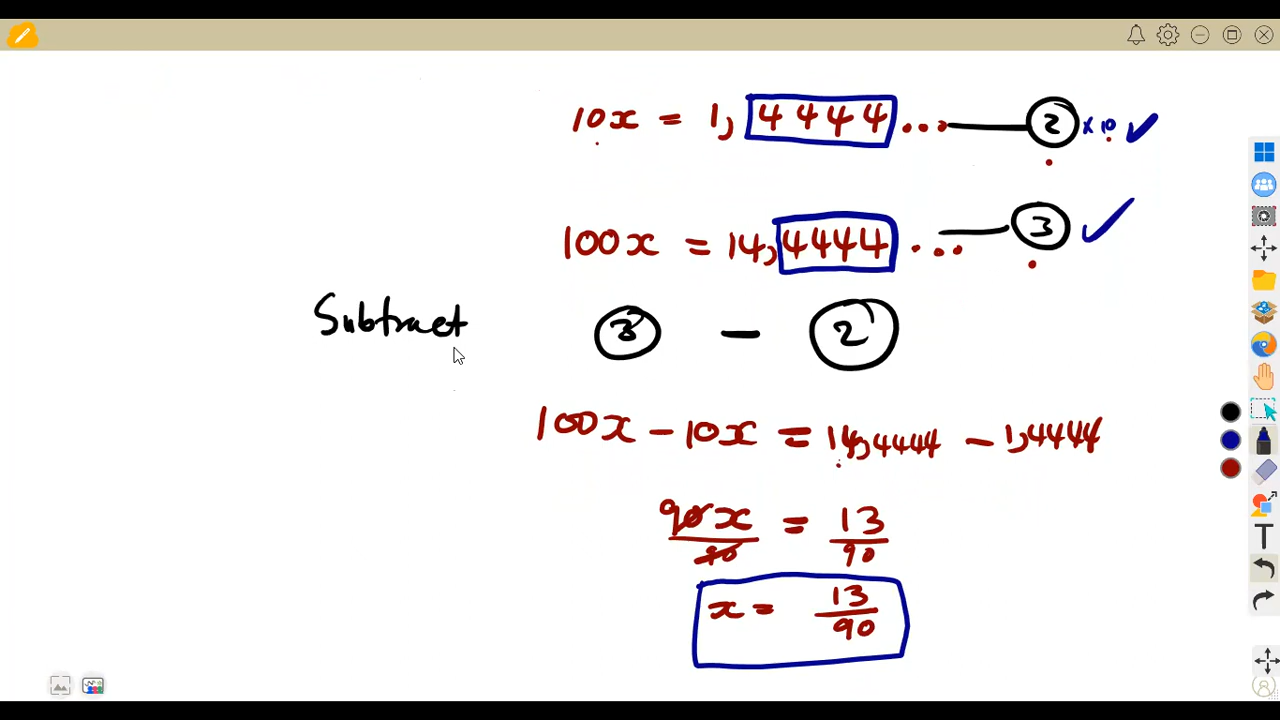 10x = 1,4444... ② × 10 ✓
100x = 14,4444... ③ ✓
Subtract ③ − ②
100x − 10x = 14,4444 − 1,4444
90x/90 = 13/90
x = 13/90
T